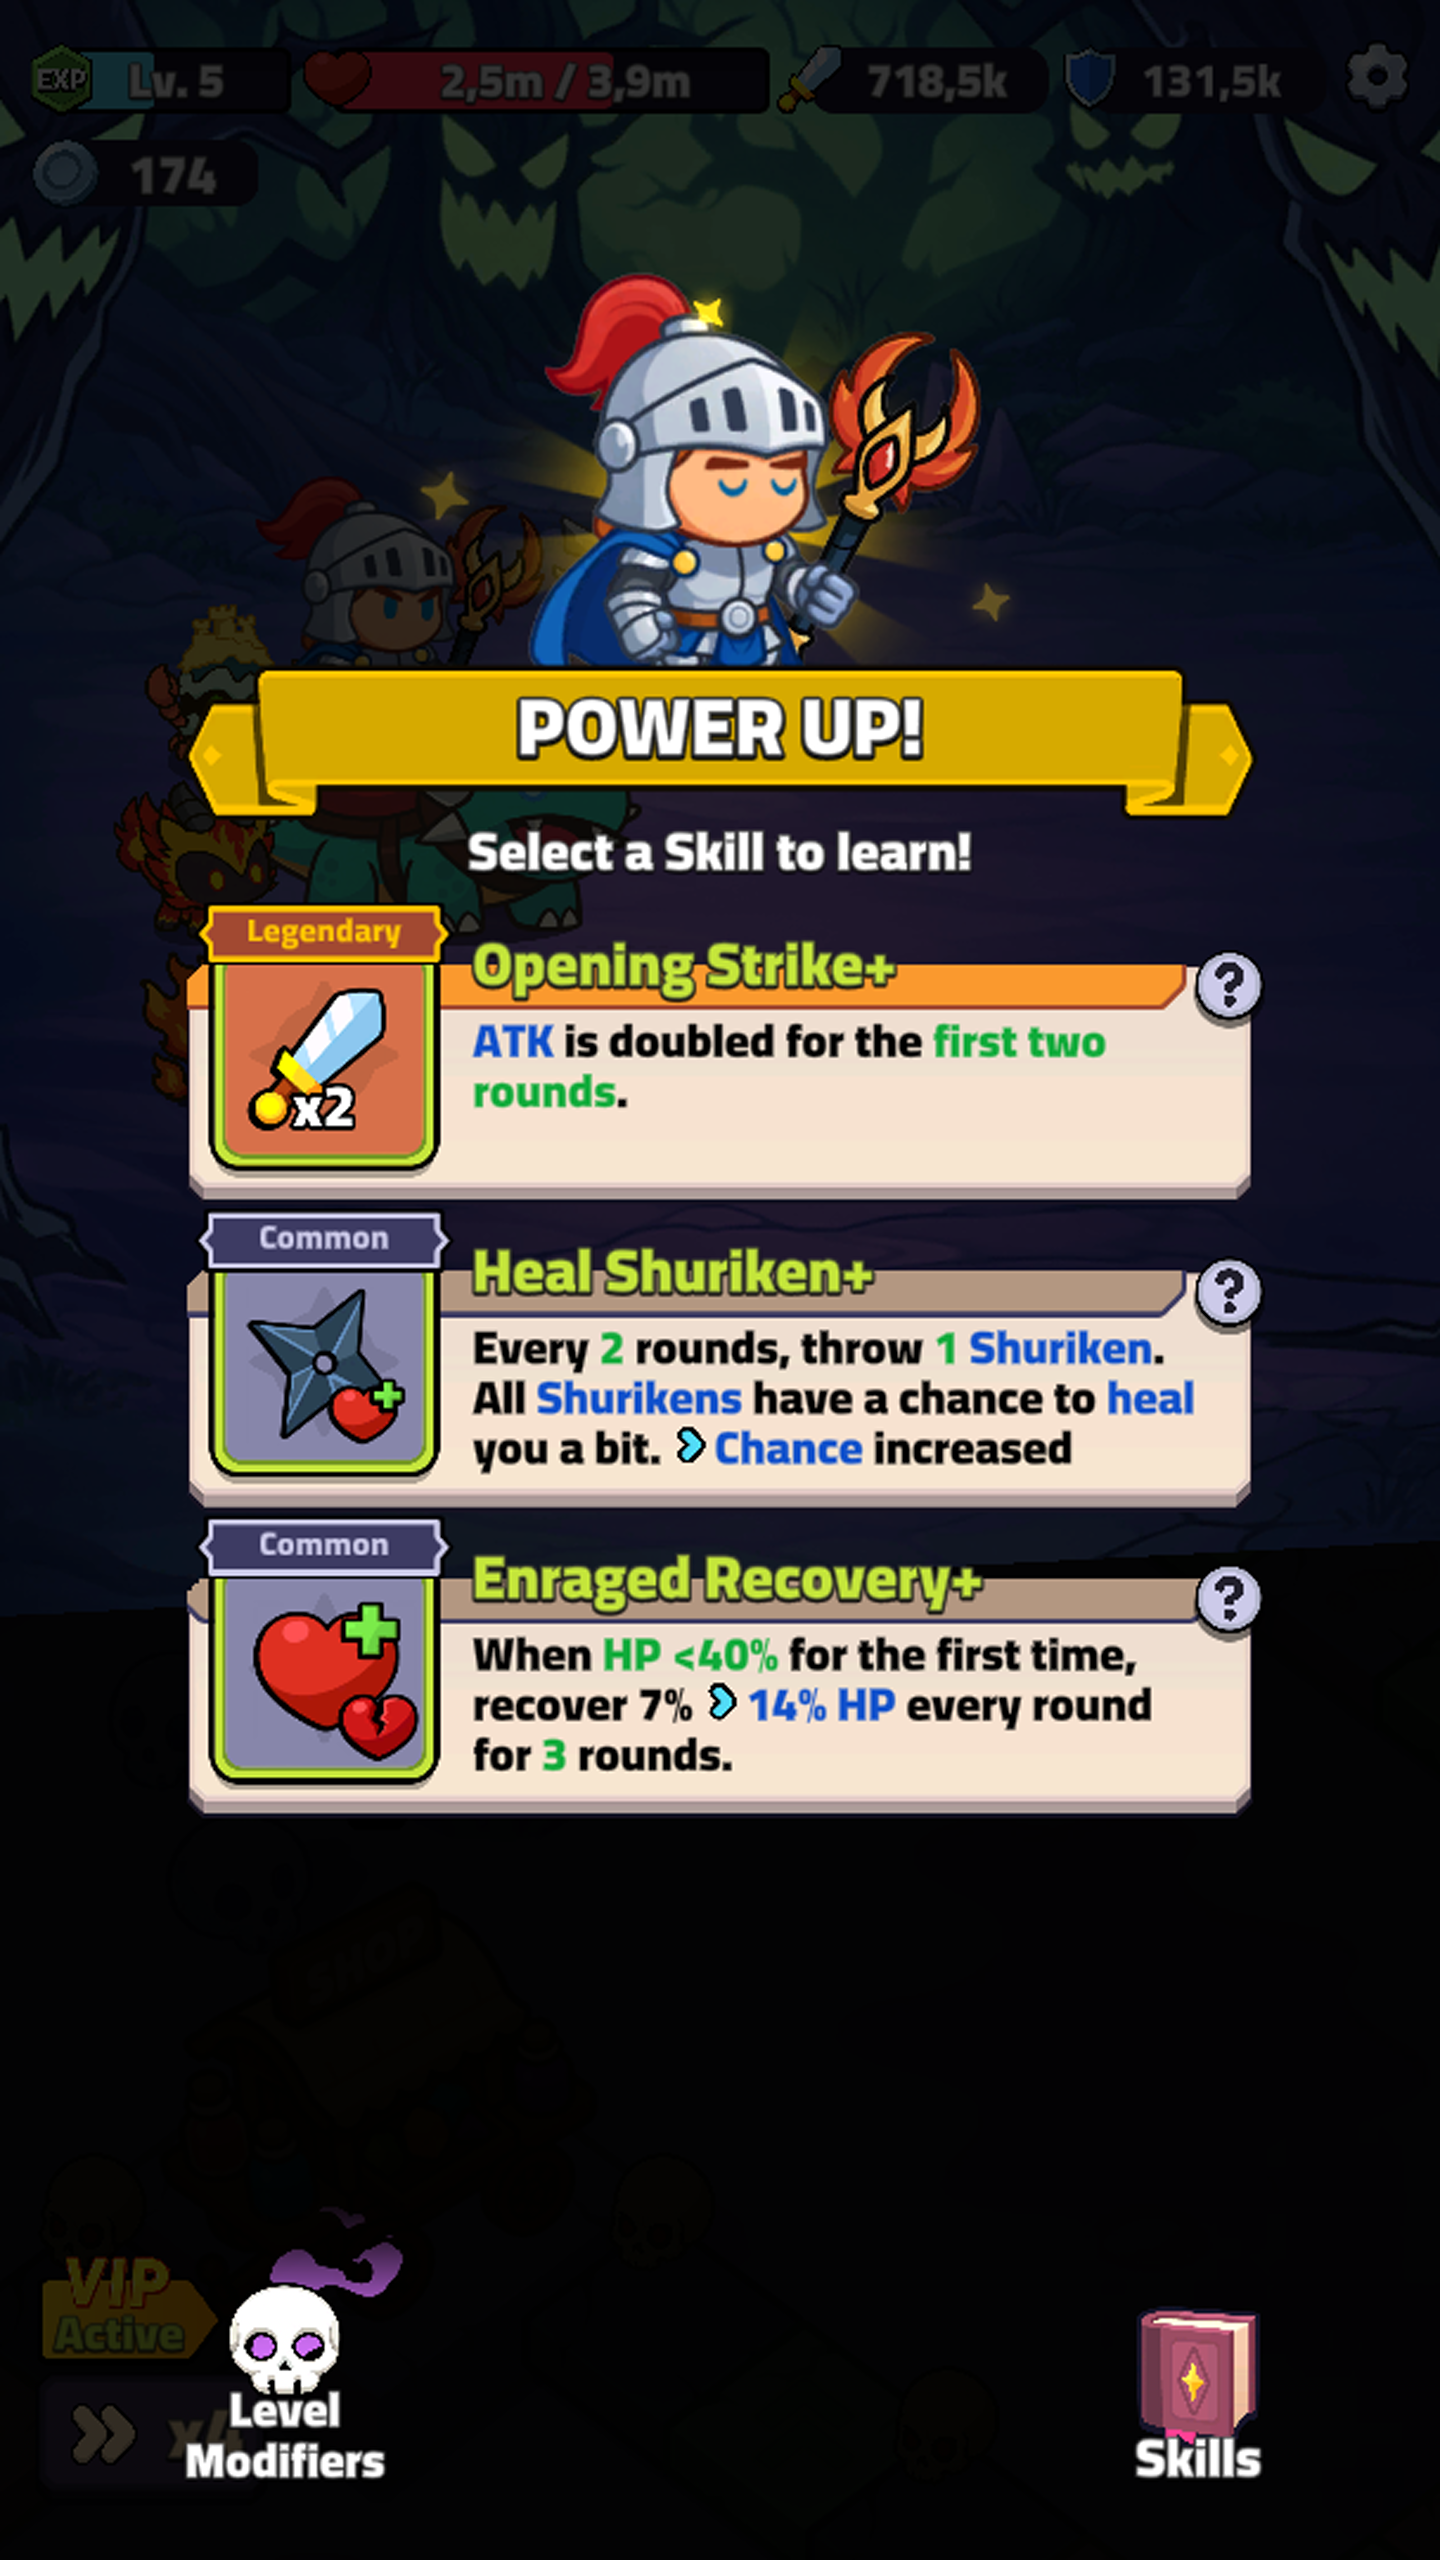 EXP Lv. 5 2,5m / 3,9m 718,5k 131,5k
174
POWER UP!
Select a Skill to learn!
Legendary
Opening Strike+
x2
ATK is doubled for the first two
rounds.
Common
Heal Shuriken+
Every 2 rounds, throw 1 Shuriken.
All Shurikens have a chance to heal
you a bit. Chance increased
Common
Enraged Recovery+
When HP <40% for the first time,
recover 7% 14% HP every round
for 3 rounds.
SHOP
VIP
Active
x4
Level
Modifiers
Skills